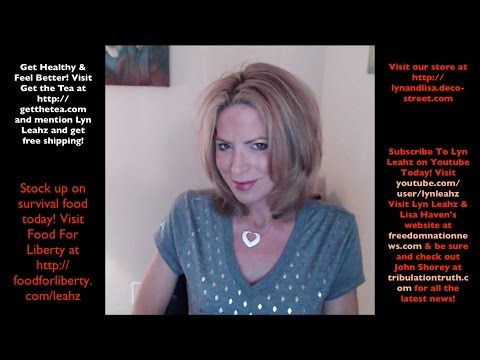 Get Healthy &
Feel Better! Visit
Get the Tea at
http://
getthetea.com
and mention Lyn
Leahz and get
free shipping!
Stock up on
survival food
today! Visit
Food For
Liberty at
http://
foodforliberty.
com/leahz
Visit our store at
http://
lynandlisa.deco-
street.com
Subscribe To Lyn
Leahz on Youtube
Today! Visit
youtube.com/
user/lynleahz
Visit Lyn Leahz &
Lisa Haven's
website at
freedomnationne
ws.com & be sure
and check out
John Shorey at
tribulationtruth.c
om for all the
latest news!